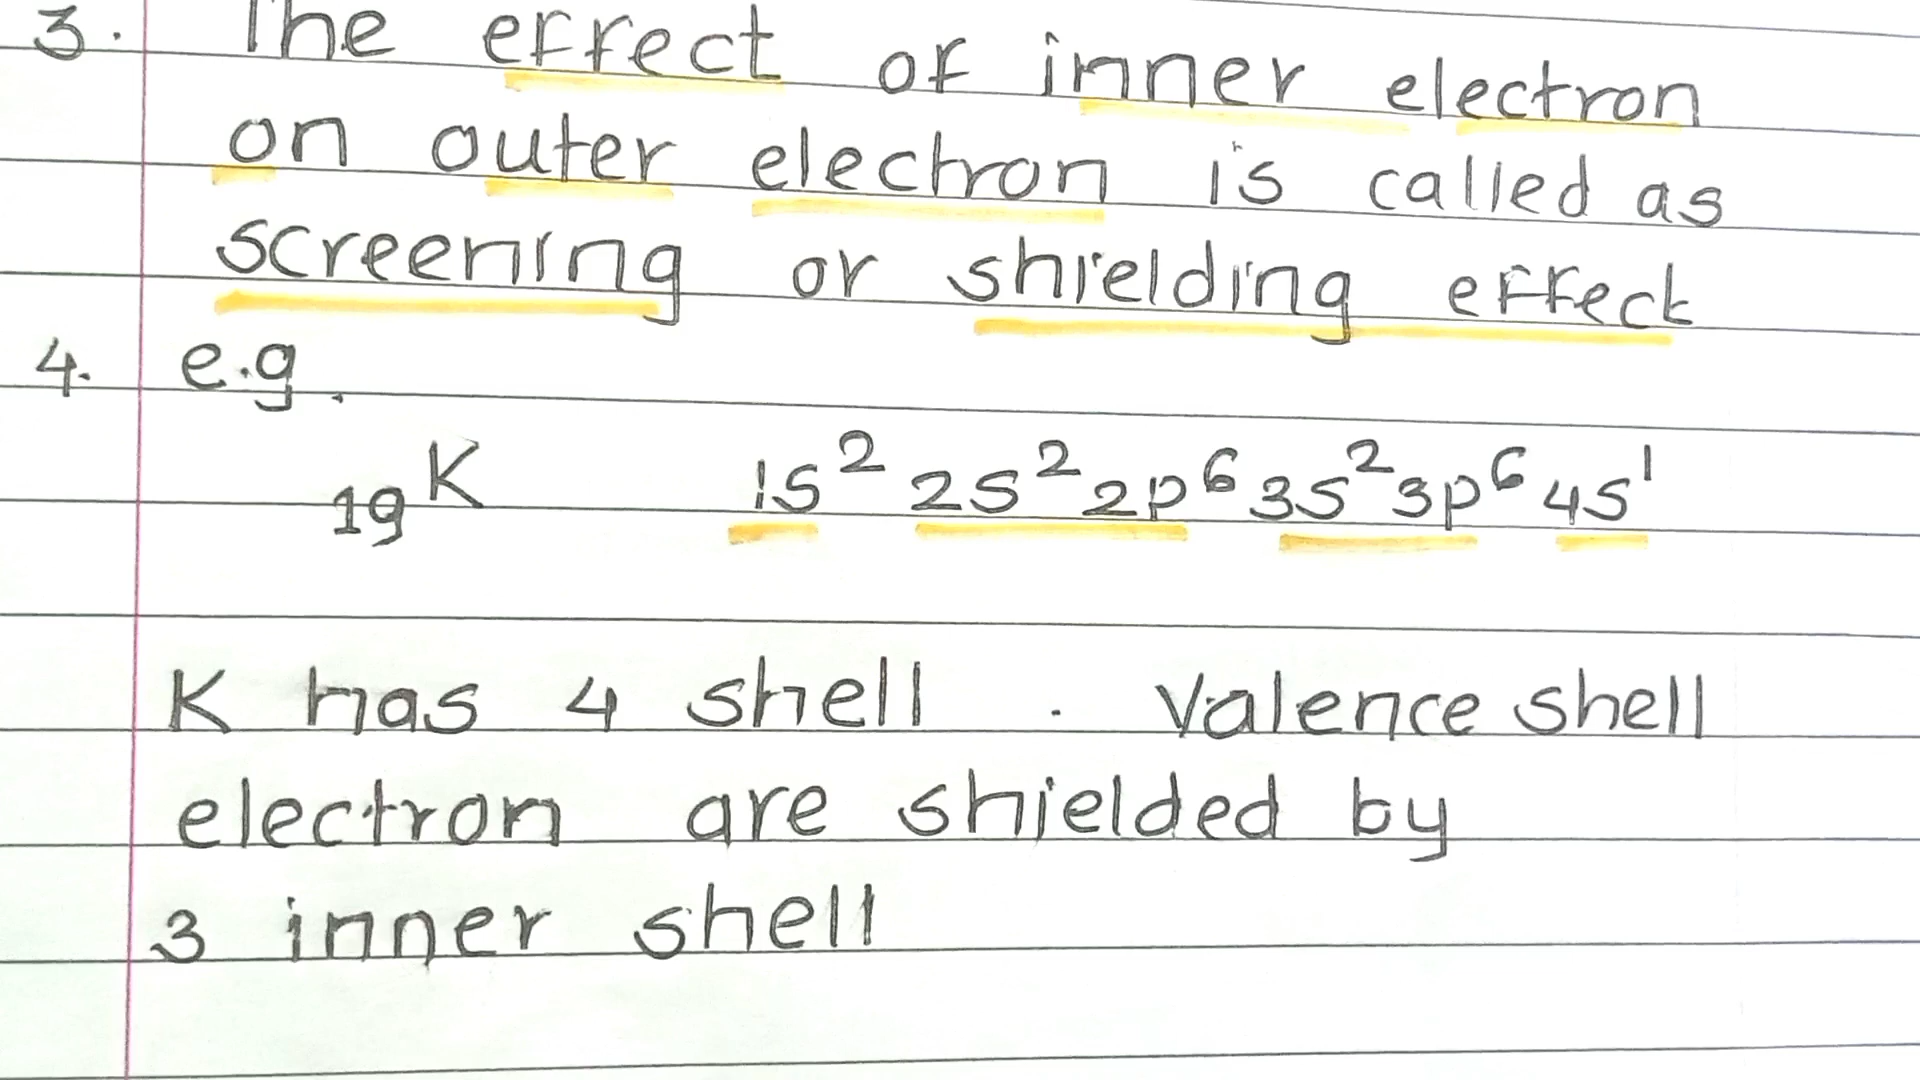 3. The effect of inner electron
on outer electron is called as
screening or shielding effect
4. e.g.
₁₉K 1s² 2s² 2p⁶ 3s² 3p⁶ 4s¹
K has 4 shell . Valence shell
electron are shielded by
3 inner shell